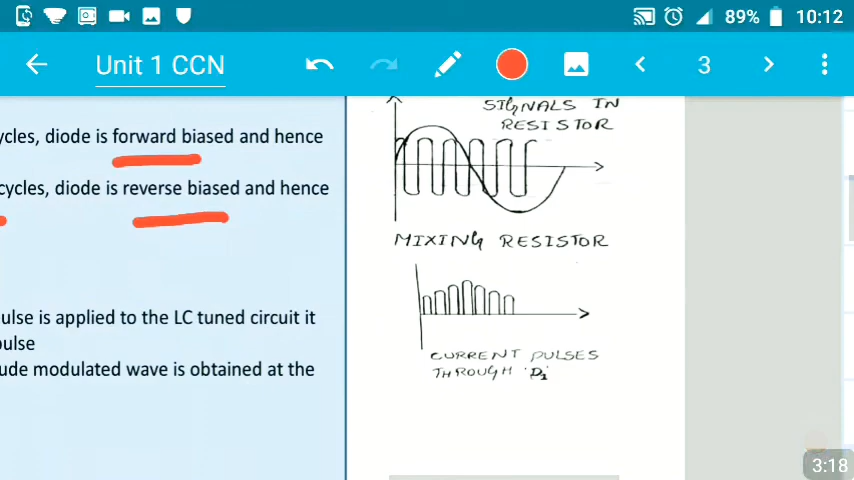 89% 10:12
Unit 1 CCN 3
ycles, diode is forward biased and hence
cycles, diode is reverse biased and hence
ulse is applied to the LC tuned circuit it
pulse
ude modulated wave is obtained at the
SIGNALS IN
RESISTOR
MIXING RESISTOR
CURRENT PULSES
THROUGH D1
3:18